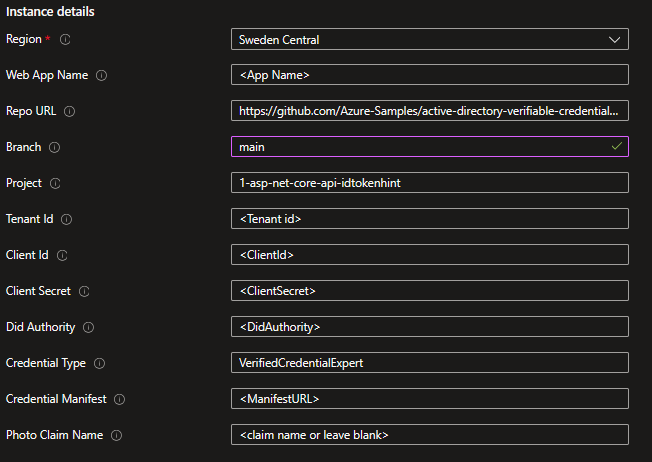 Instance details
Region * Sweden Central
Web App Name <App Name>
Repo URL https://github.com/Azure-Samples/active-directory-verifiable-credential...
Branch main
Project 1-asp-net-core-api-idtokenhint
Tenant Id <Tenant id>
Client Id <ClientId>
Client Secret <ClientSecret>
Did Authority <DidAuthority>
Credential Type VerifiedCredentialExpert
Credential Manifest <ManifestURL>
Photo Claim Name <claim name or leave blank>